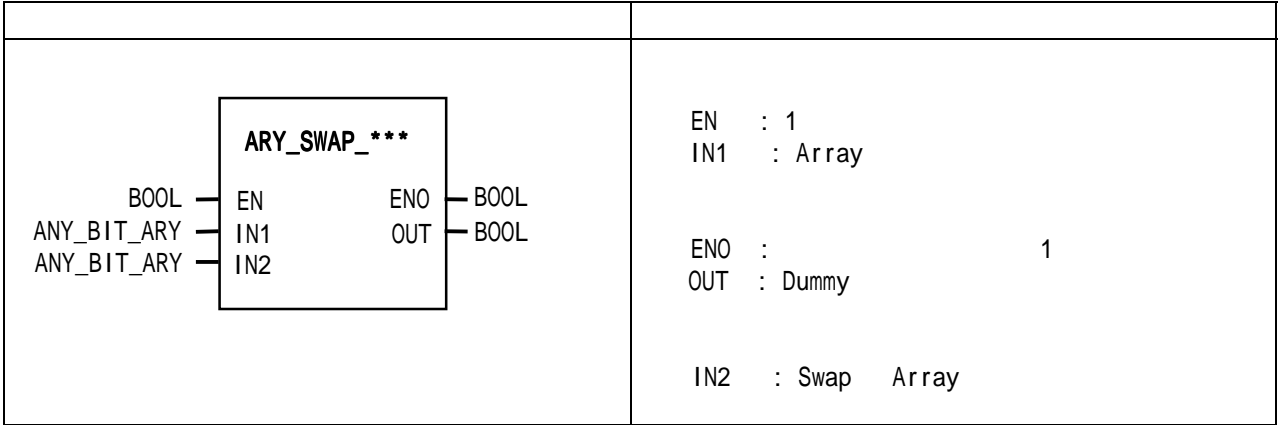 ARY_SWAP_***
BOOL EN ENO BOOL
ANY_BIT_ARY IN1 OUT BOOL
ANY_BIT_ARY IN2
EN : 1
IN1 : Array
ENO : 1
OUT : Dummy
IN2 : Swap Array